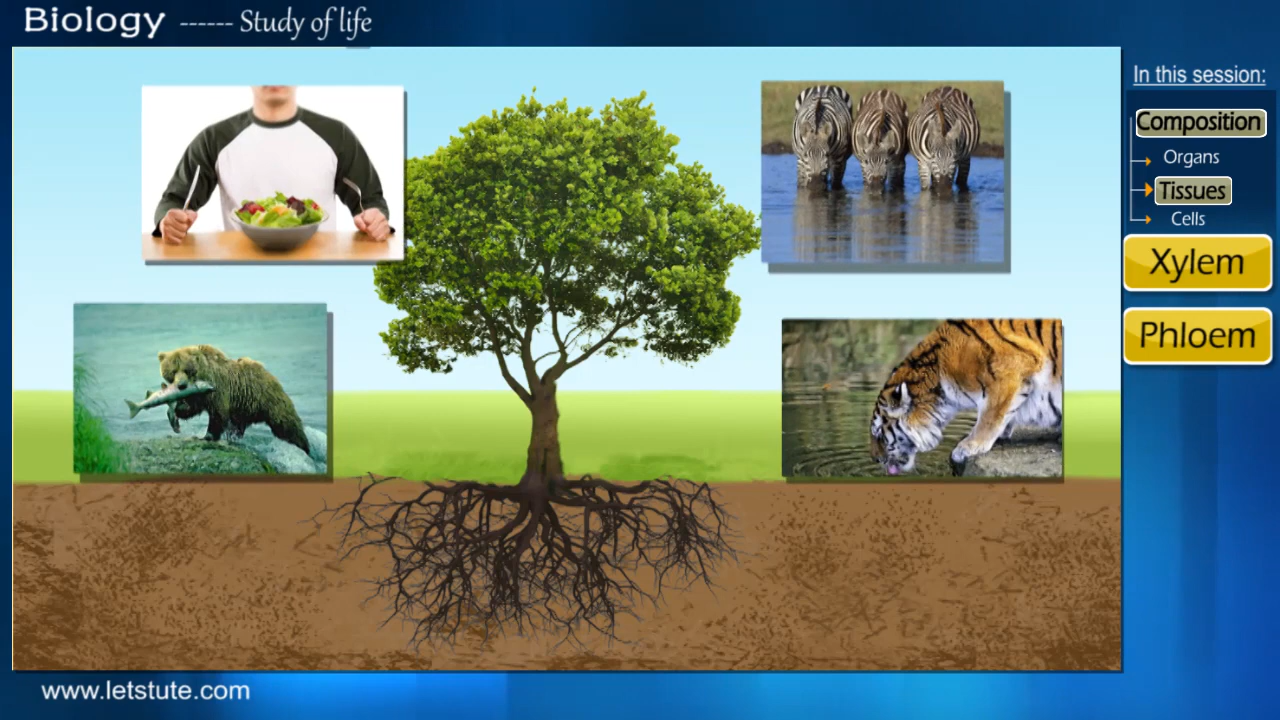 Biology ------ Study of life
In this session:
Composition
Organs
Tissues
Cells
Xylem
Phloem
www.letstute.com